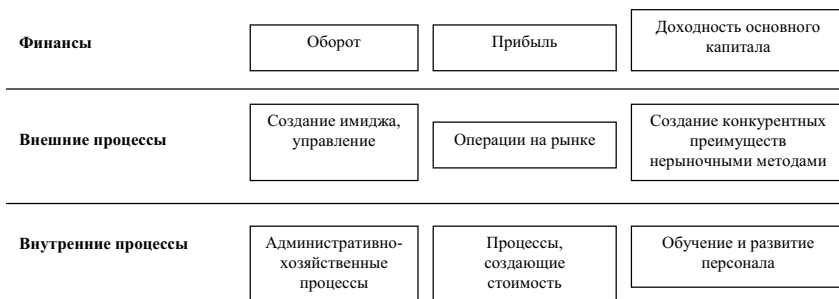 Финансы
Оборот
Прибыль
Доходность основного
капитала
Внешние процессы
Создание имиджа,
управление
Операции на рынке
Создание конкурентных
преимуществ
нерыночными методами
Внутренние процессы
Административно-
хозяйственные
процессы
Процессы,
создающие
стоимость
Обучение и развитие
персонала